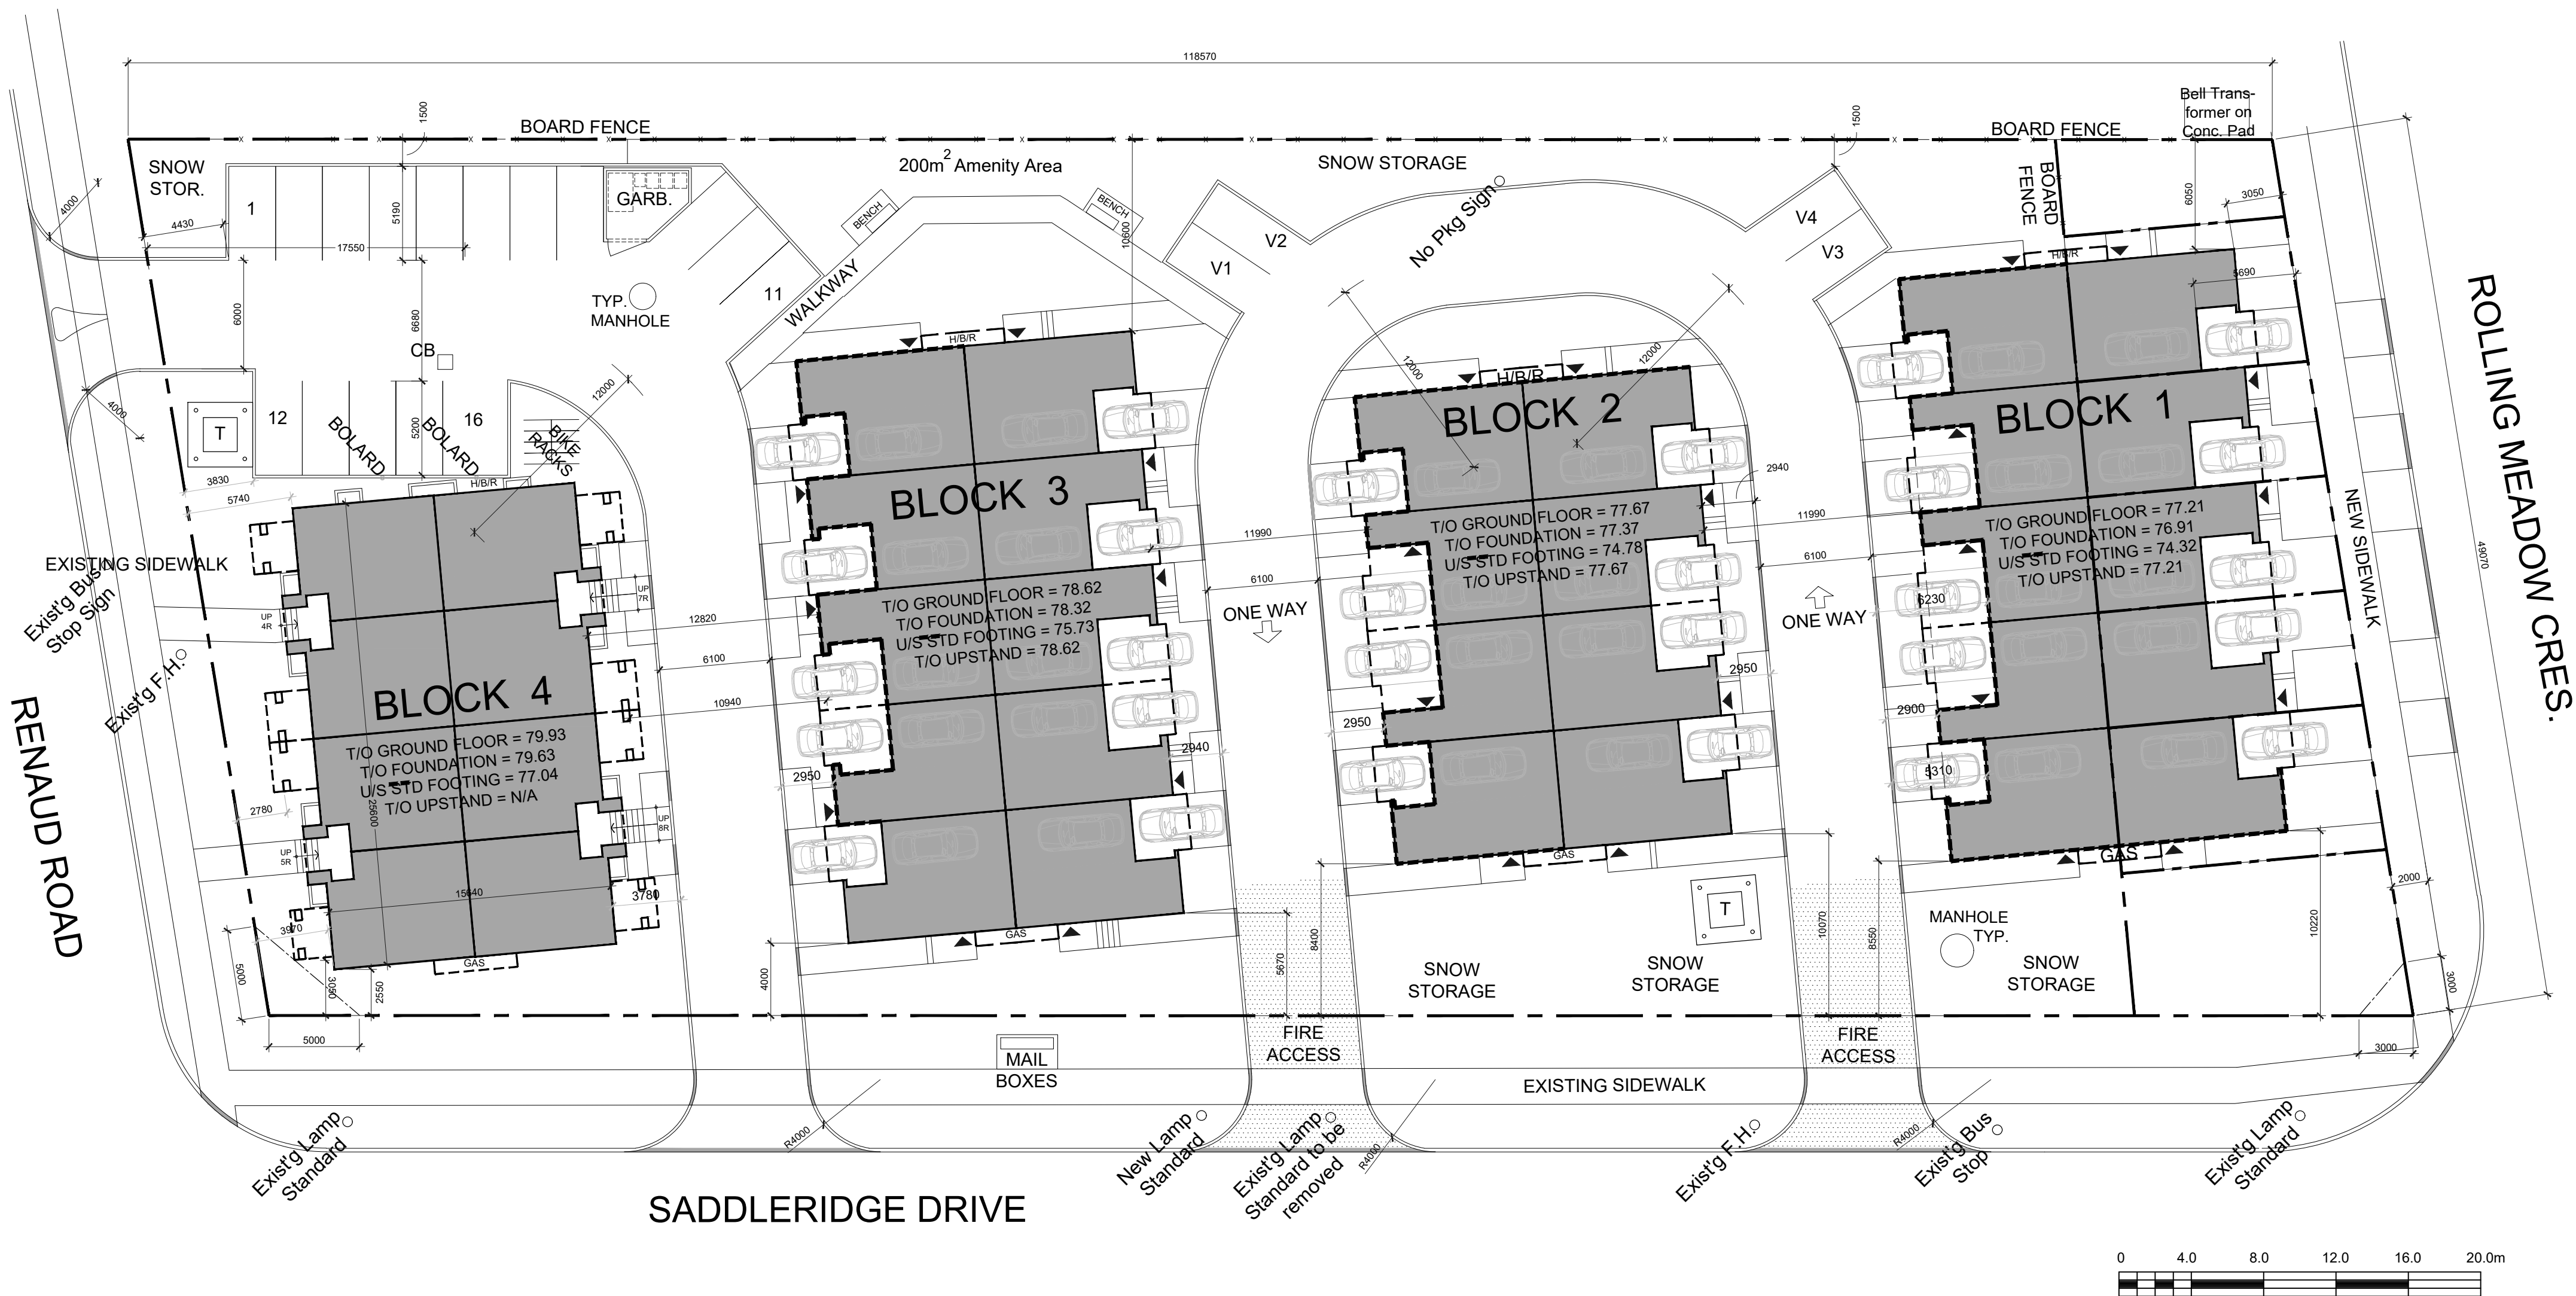 118570
BOARD FENCE
1500
200m2 Amenity Area
SNOW STORAGE
1500
BOARD FENCE
Bell Trans-
former on
Conc. Pad
SNOW
STOR.
4000
4430
1
17550
5190
GARB.
BENCH
BENCH
10600
No Pkg Sign
V1
V2
V4
V3
BOARD
FENCE
6050
3050
5690
6000
6680
CB
TYP.
MANHOLE
11
WALKWAY
H/B/R
H/B/R
H/B/R
12000
12000
12000
4000
T
12
BOLARD
5200
BOLARD
16
BIKE
RACKS
3830
5740
H/B/R
BLOCK 3
BLOCK 2
BLOCK 1
2940
11990
11990
6100
6100
T/O GROUND FLOOR = 78.62
T/O FOUNDATION = 78.32
U/S STD FOOTING = 75.73
T/O UPSTAND = 78.62
T/O GROUND FLOOR = 77.67
T/O FOUNDATION = 77.37
U/S STD FOOTING = 74.78
T/O UPSTAND = 77.67
T/O GROUND FLOOR = 77.21
T/O FOUNDATION = 76.91
U/S STD FOOTING = 74.32
T/O UPSTAND = 77.21
ONE WAY
ONE WAY
6230
NEW SIDEWALK
ROLLING MEADOW CRES.
49070
EXISTING SIDEWALK
Exist'g Bus
Stop Sign
Exist'g F.H.
UP
4R
UP
7R
12820
6100
10940
BLOCK 4
T/O GROUND FLOOR = 79.93
T/O FOUNDATION = 79.63
U/S STD FOOTING = 77.04
T/O UPSTAND = N/A
25600
2780
UP
5R
UP
8R
15640
3780
3970
RENAUD ROAD
2950
2940
2950
2950
2900
5310
GAS
GAS
GAS
GAS
5000
3050
2550
5000
4000
5670
8400
10070
8550
10220
2000
3000
3000
T
MANHOLE
TYP.
SNOW
STORAGE
SNOW
STORAGE
SNOW
STORAGE
FIRE
ACCESS
FIRE
ACCESS
MAIL
BOXES
EXISTING SIDEWALK
R4000
R4000
R4000
Exist'g Lamp
Standard
New Lamp
Standard
Exist'g Lamp
Standard to be
removed
Exist'g F.H.
Exist'g Bus
Stop
Exist'g Lamp
Standard
SADDLERIDGE DRIVE
0 4.0 8.0 12.0 16.0 20.0m